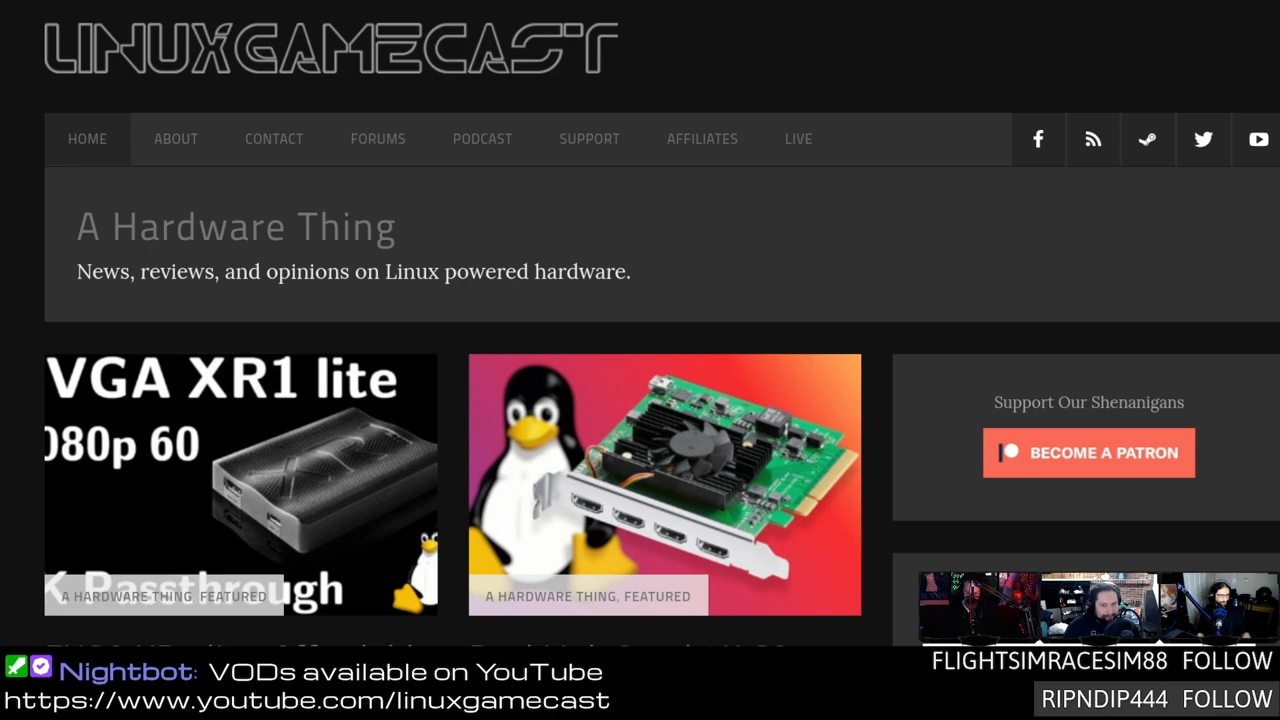 LINUXGAMECAST
HOME ABOUT CONTACT FORUMS PODCAST SUPPORT AFFILIATES LIVE
A Hardware Thing
News, reviews, and opinions on Linux powered hardware.
VGA XR1 lite
080p 60
K Passthrough
A HARDWARE THING, FEATURED
A HARDWARE THING, FEATURED
Support Our Shenanigans
BECOME A PATRON
Nightbot: VODs available on YouTube
https://www.youtube.com/linuxgamecast
FLIGHTSIMRACESIM88 FOLLOW
RIPNDIP444 FOLLOW